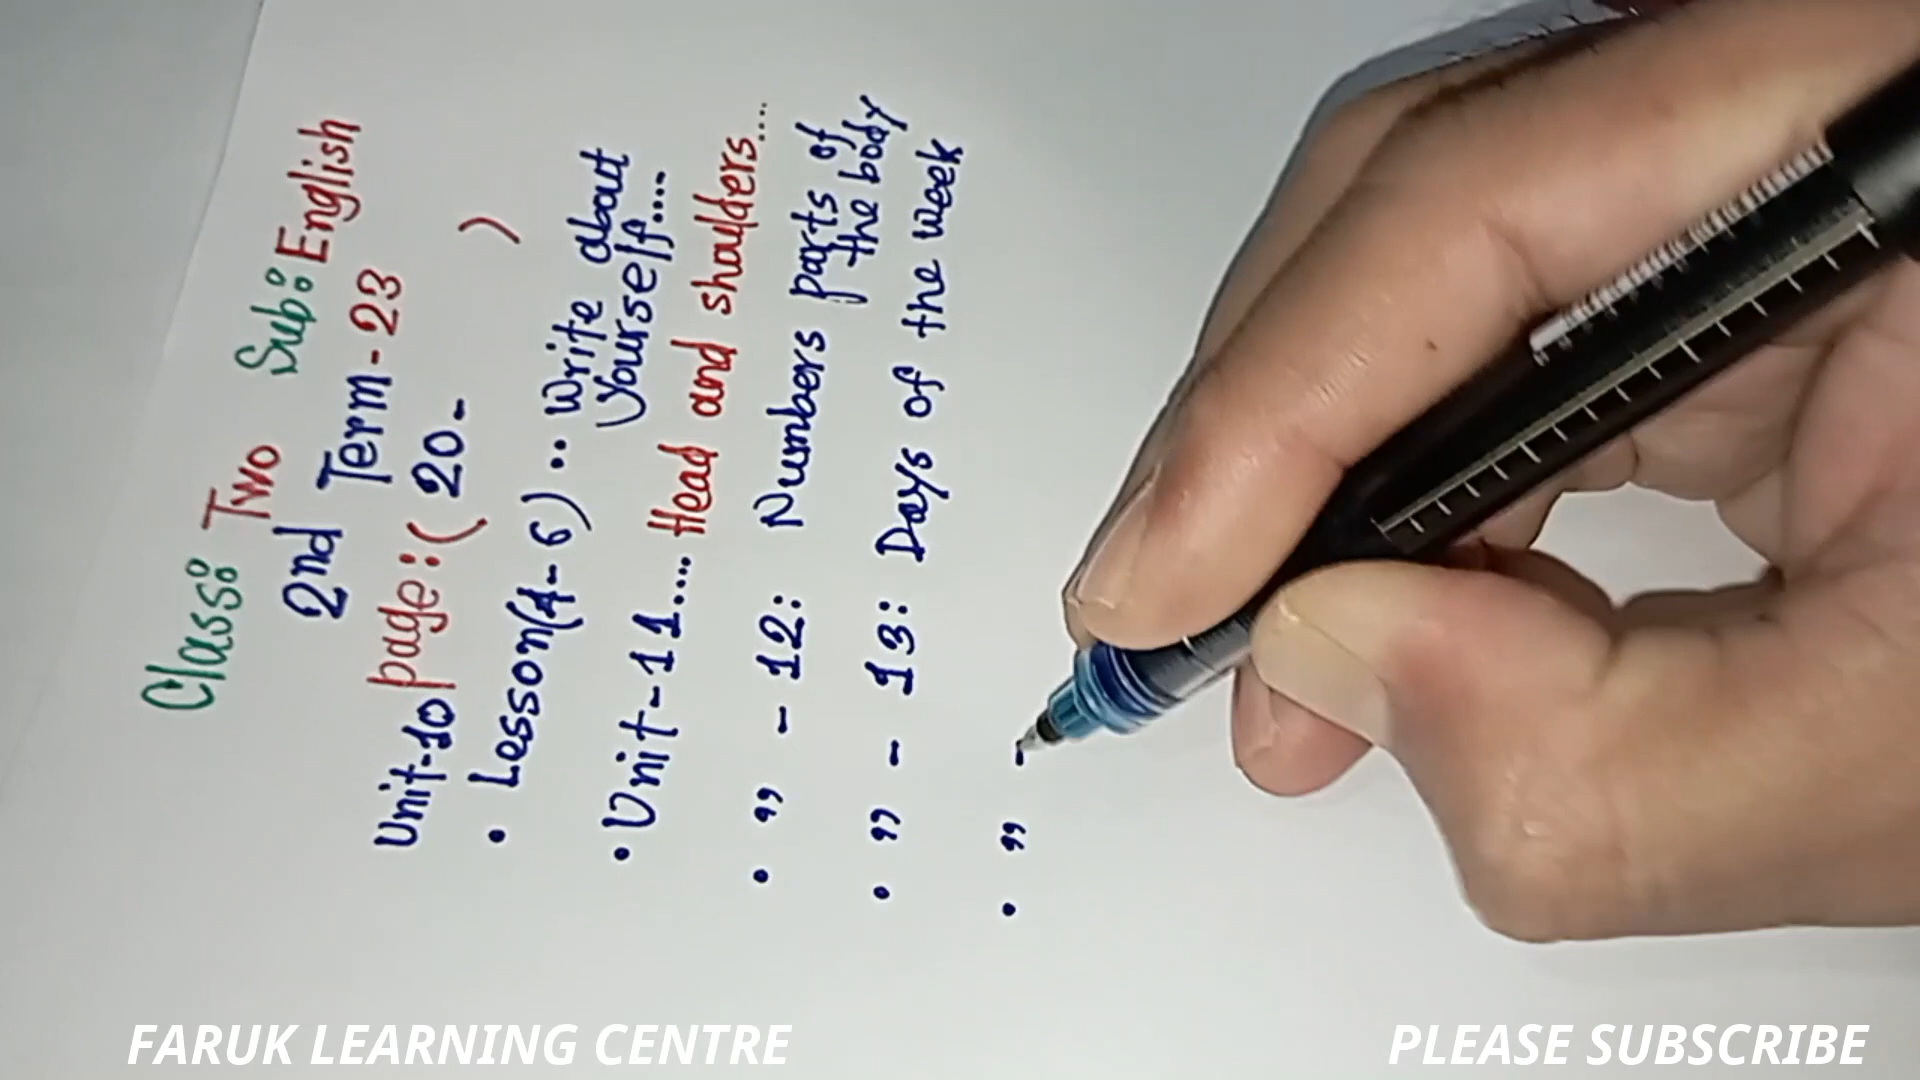 Class: Two Sub: English
2nd Term - 23
Unit-10 page: ( 20- )
• Lesson (4-6) .. Write about
Yourself....
• Unit-11.... Head and shoulders....
• " - 12: Numbers parts of
the body
• " - 13: Days of the week
• " -
FARUK LEARNING CENTRE
PLEASE SUBSCRIBE